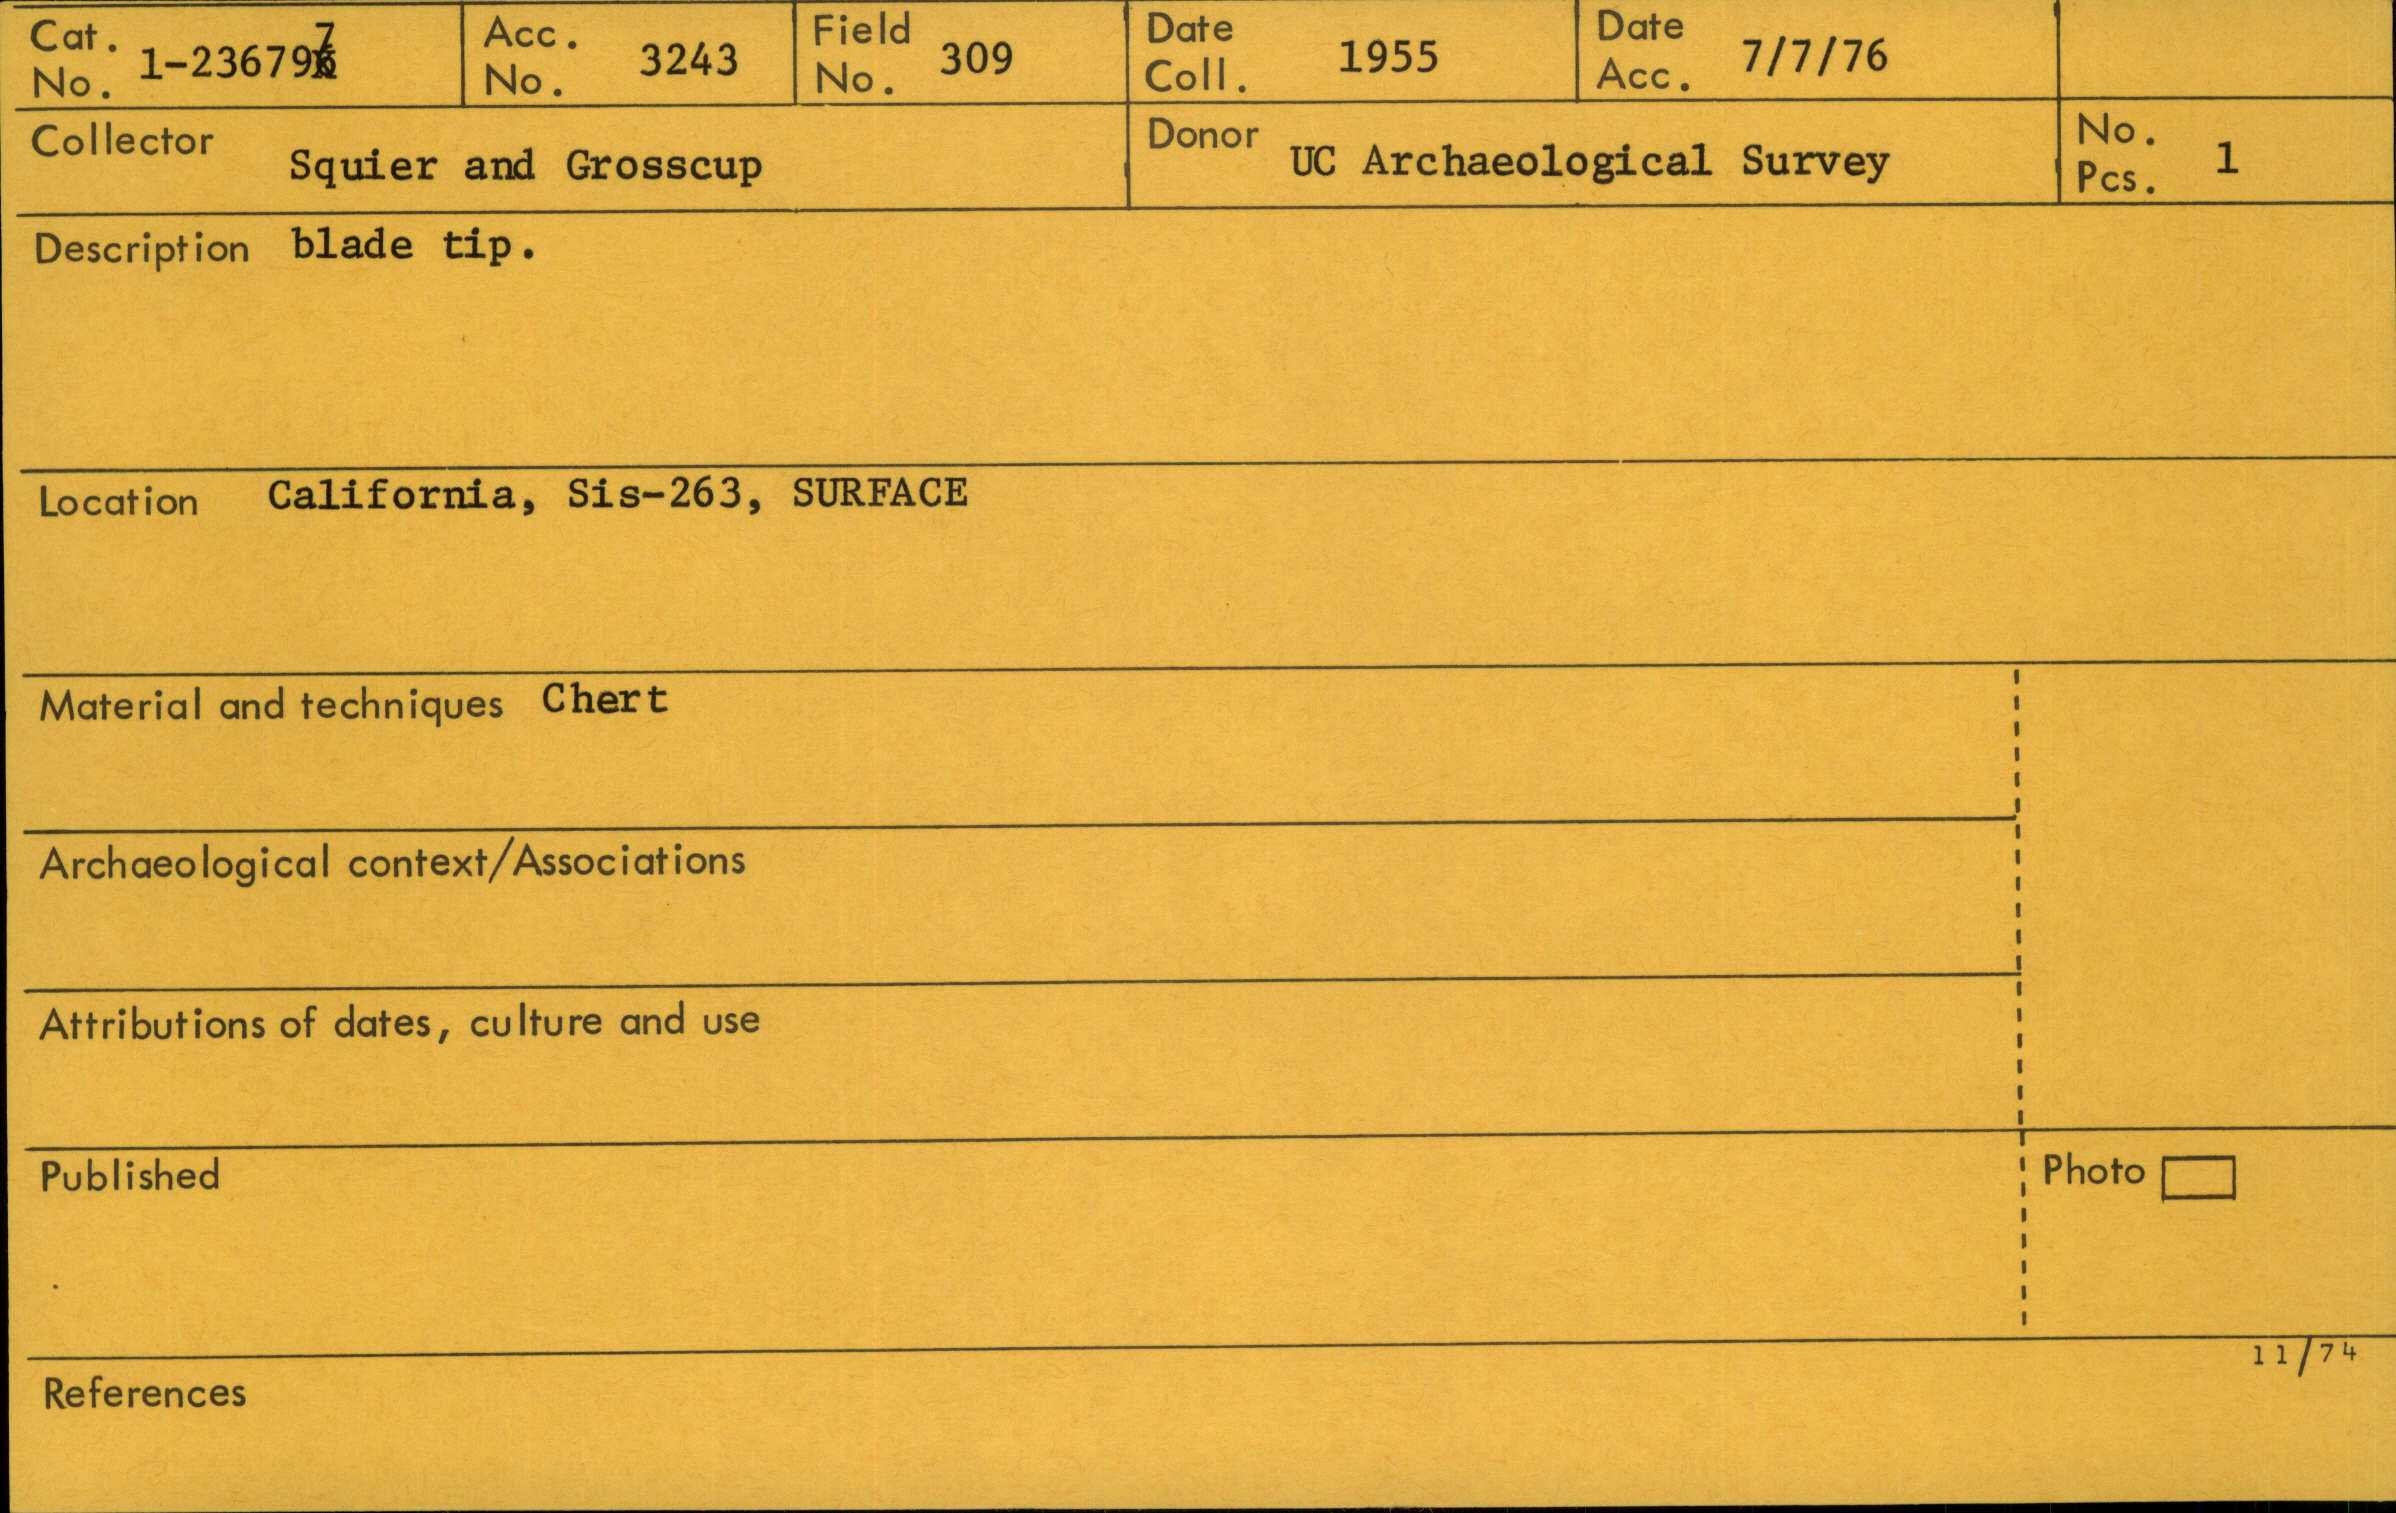 Cat. No. 1-236797
Acc. No. 3243
Field No. 309
Date Coll. 1955
Date Acc. 7/7/76
Collector Squier and Grosscup
Donor UC Archaeological Survey
No. Pcs. 1
Description blade tip.
Location California, Sis-263, SURFACE
Material and techniques Chert
Archaeological context/Associations
Attributions of dates, culture and use
Published
Photo
11/74
References